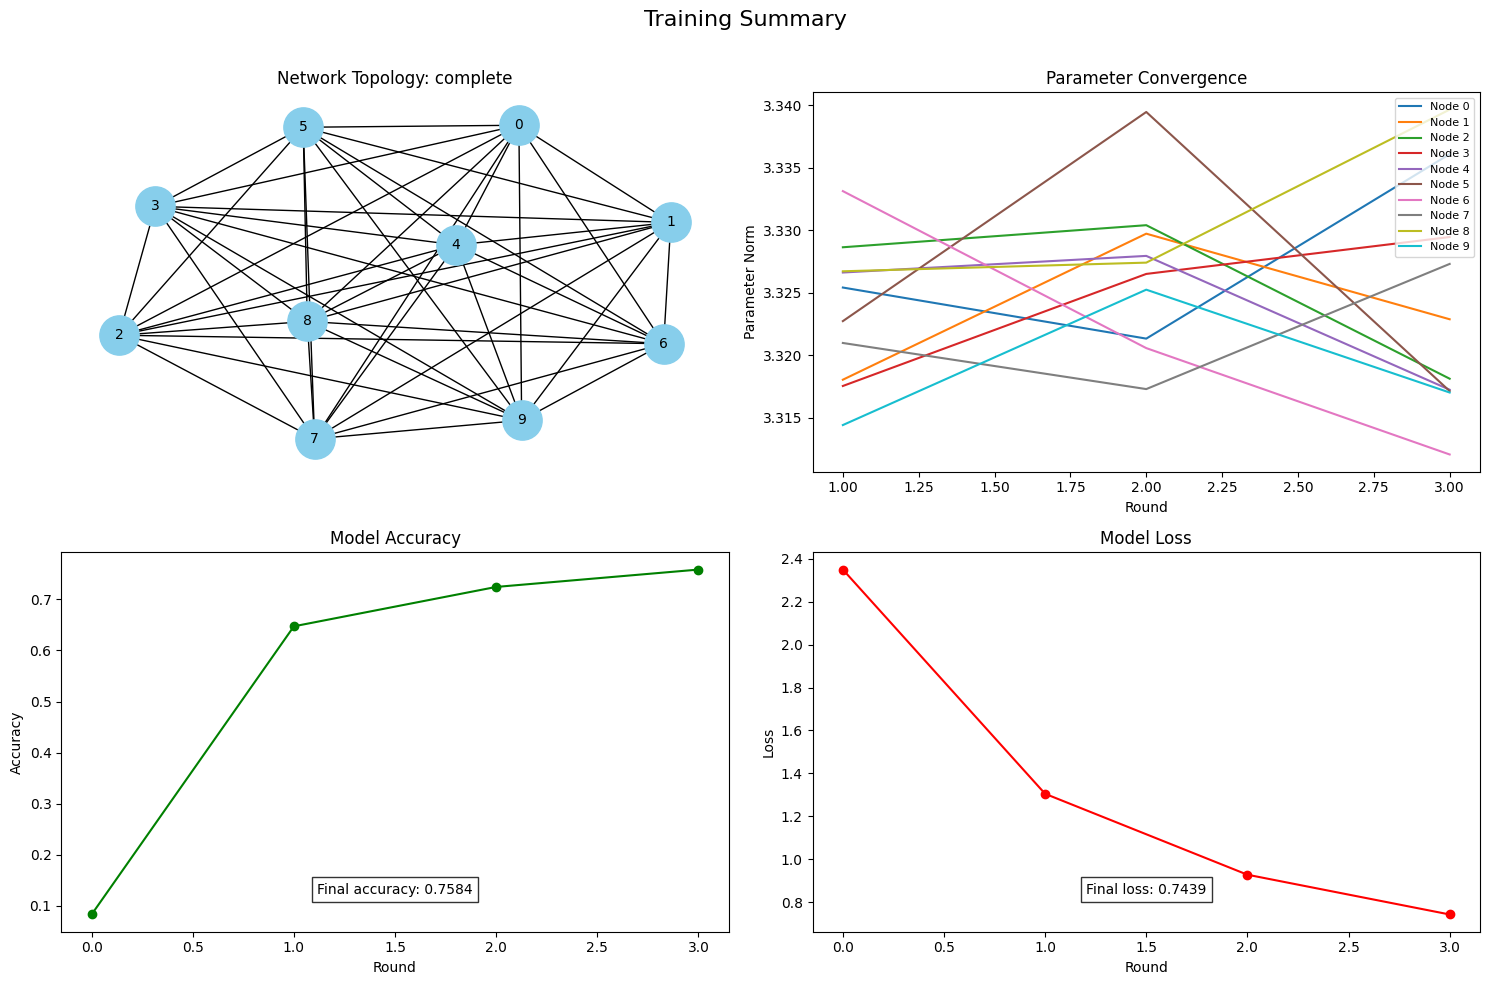 Training Summary
Network Topology: complete
5
0
3
1
4
8
2
6
9
7
Parameter Convergence
3.340
3.335
3.330
3.325
3.320
3.315
Parameter Norm
Node 0
Node 1
Node 2
Node 3
Node 4
Node 5
Node 6
Node 7
Node 8
Node 9
1.00 1.25 1.50 1.75 2.00 2.25 2.50 2.75 3.00
Round
Model Accuracy
0.7
0.6
0.5
0.4
0.3
0.2
0.1
Accuracy
Final accuracy: 0.7584
0.0 0.5 1.0 1.5 2.0 2.5 3.0
Round
Model Loss
2.4
2.2
2.0
1.8
1.6
1.4
1.2
1.0
0.8
Loss
Final loss: 0.7439
0.0 0.5 1.0 1.5 2.0 2.5 3.0
Round